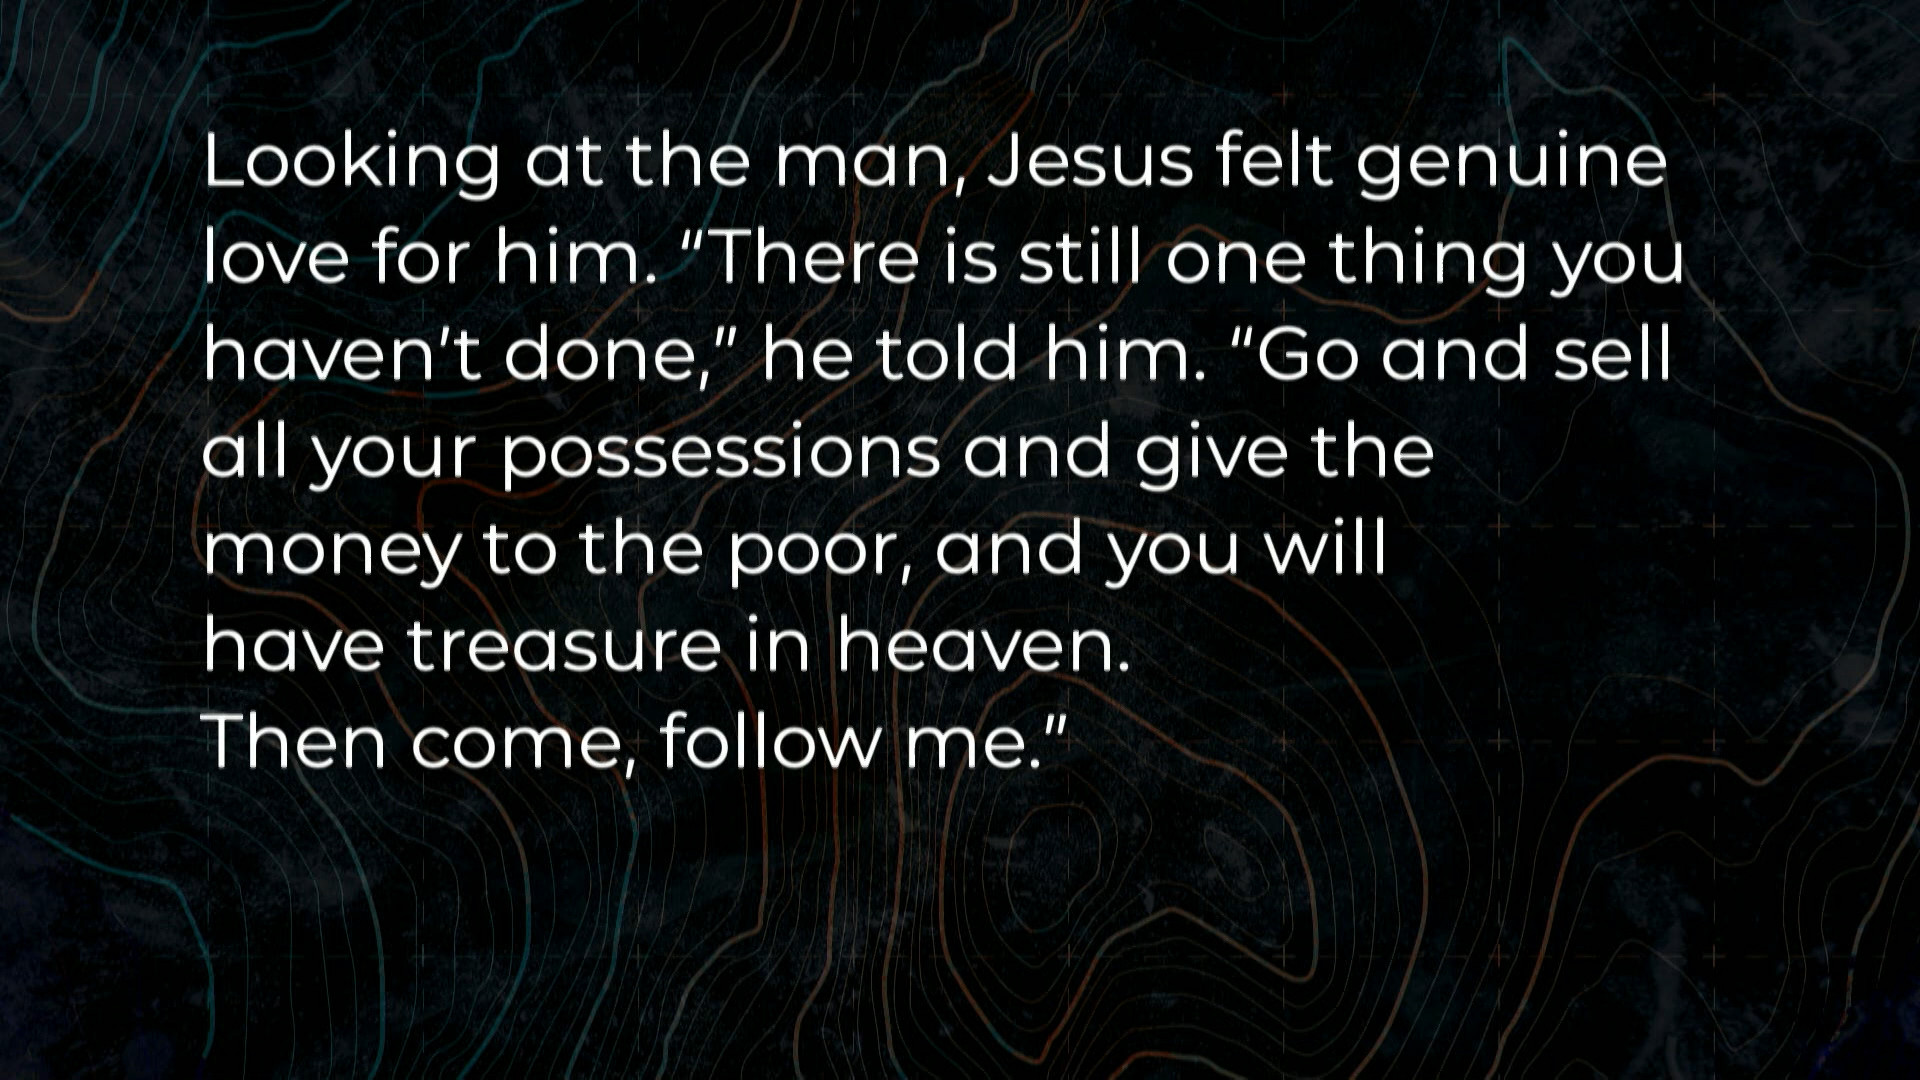 Looking at the man, Jesus felt genuine
love for him. “There is still one thing you
haven’t done,” he told him. “Go and sell
all your possessions and give the
money to the poor, and you will
have treasure in heaven.
Then come, follow me.”